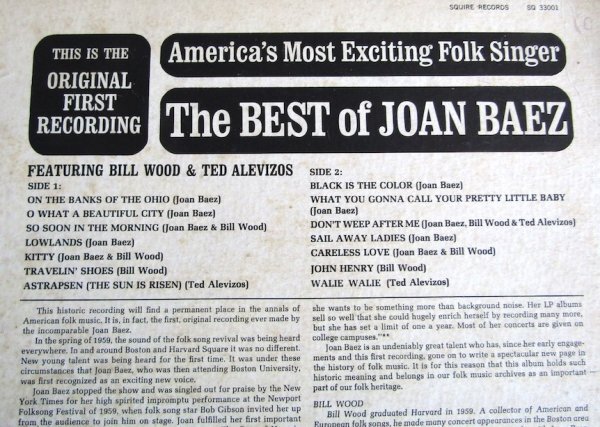 SQUIRE RECORDS SQ 33001
THIS IS THE
ORIGINAL
FIRST
RECORDING
America's Most Exciting Folk Singer
The BEST of JOAN BAEZ
FEATURING BILL WOOD & TED ALEVIZOS
SIDE 1:
ON THE BANKS OF THE OHIO (Joan Baez)
O WHAT A BEAUTIFUL CITY (Joan Baez)
SO SOON IN THE MORNING (Joan Baez & Bill Wood)
LOWLANDS (Joan Baez)
KITTY (Joan Baez & Bill Wood)
TRAVELIN' SHOES (Bill Wood)
ASTRAPSEN (THE SUN IS RISEN) (Ted Alevizos)
SIDE 2:
BLACK IS THE COLOR (Joan Baez)
WHAT YOU GONNA CALL YOUR PRETTY LITTLE BABY
(Joan Baez)
DON'T WEEP AFTER ME (Joan Baez, Bill Wood & Ted Alevizos)
SAIL AWAY LADIES (Joan Baez)
CARELESS LOVE (Joan Baez & Bill Wood)
JOHN HENRY (Bill Wood)
WALIE WALIE (Ted Alevizos)
This historic recording will find a permanent place in the annals of
American folk music. It is, in fact, the first, original recording ever made by
the incomparable Joan Baez.
In the spring of 1959, the sound of the folk song revival was being heard
everywhere. In and around Boston and Harvard Square it was no different.
New young talent was being heard for the first time. It was under these
circumstances that Joan Baez, who was then attending Boston University,
was first recognized as an exciting new voice.
Joan Baez stopped the show and was singled out for praise by the New
York Times for her high spirited impromptu performance at the Newport
Folksong Festival of 1959, when folk song star Bob Gibson invited her up
from the audience to join him on stage. Joan fulfilled her first important
she wants to be something more than background noise. Her LP albums
sell so well that she could hugely enrich herself by recording many more,
but she has set a limit of one a year. Most of her concerts are given on
college campuses."**
Joan Baez is an undeniably great talent who has, since her early engage-
ments and this first recording, gone on to write a spectacular new page in
the history of folk music. It is for this reason that this album holds such
historic meaning and belongs in our folk music archives as an important
part of our folk heritage.
BILL WOOD
Bill Wood graduated Harvard in 1959. A collector of American and
European folk songs, he made many concert appearances in the Boston area